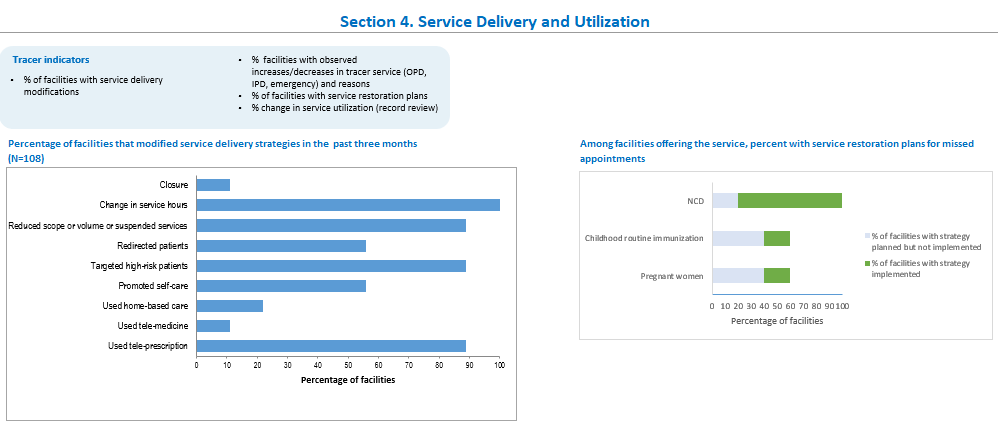 Section 4. Service Delivery and Utilization
Tracer indicators
• % of facilities with service delivery
modifications
• % facilities with observed
increases/decreases in tracer service (OPD,
IPD, emergency) and reasons
• % of facilities with service restoration plans
• % change in service utilization (record review)
Percentage of facilities that modified service delivery strategies in the past three months
(N=108)
Closure
Change in service hours
Reduced scope or volume or suspended services
Redirected patients
Targeted high-risk patients
Promoted self-care
Used home-based care
Used tele-medicine
Used tele-prescription
0 10 20 30 40 50 60 70 80 90 100
Percentage of facilities
Among facilities offering the service, percent with service restoration plans for missed
appointments
NCD
Childhood routine immunization
Pregnant women
0 10 20 30 40 50 60 70 80 90 100
Percentage of facilities
% of facilities with strategy
planned but not implemented
% of facilities with strategy
implemented